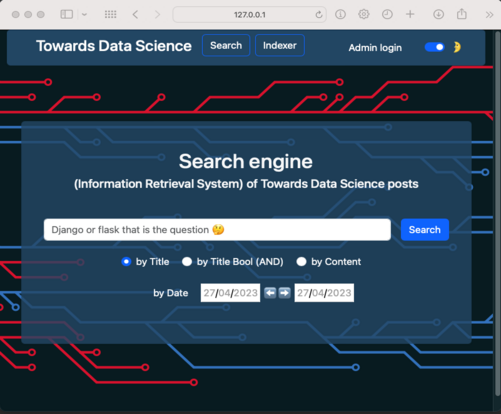 127.0.0.1
Towards Data Science Search Indexer Admin login
Search engine
(Information Retrieval System) of Towards Data Science posts
Django or flask that is the question 🤔 Search
by Title by Title Bool (AND) by Content
by Date 27/04/2023 ⬅️➡️ 27/04/2023